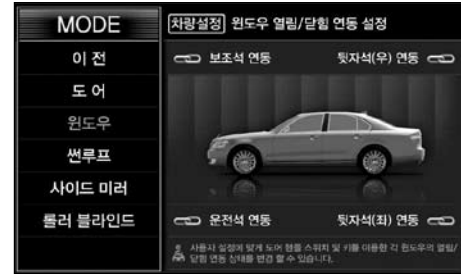 MODE
이 전
도 어
윈도우
썬루프
사이드 미러
롤러 블라인드
차량설정 윈도우 열림/닫힘 연동 설정
보조석 연동
뒷자석(우) 연동
운전석 연동
뒷자석(좌) 연동
사용자 설정에 맞게 도어 핸들 스위치 및 키를 이용한 각 윈도우의 열림/
닫힘 연동 상태를 변경 할 수 있습니다.